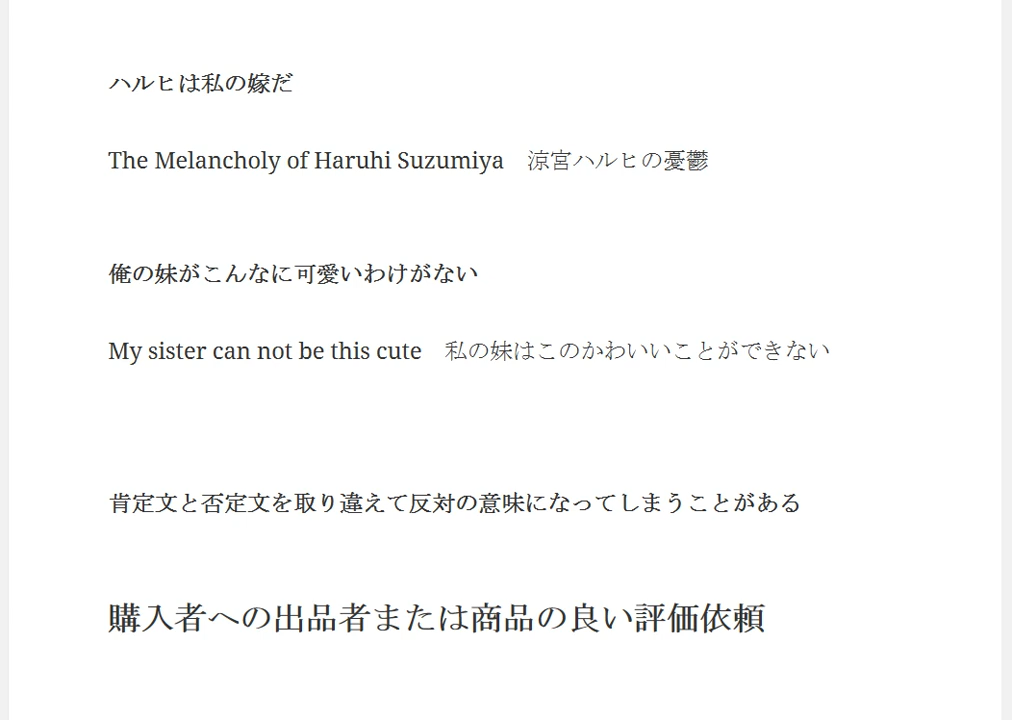 ハルヒは私の嫁だ
The Melancholy of Haruhi Suzumiya　涼宮ハルヒの憂鬱
俺の妹がこんなに可愛いわけがない
My sister can not be this cute　私の妹はこのかわいいことができない
肯定文と否定文を取り違えて反対の意味になってしまうことがある
購入者への出品者または商品の良い評価依頼